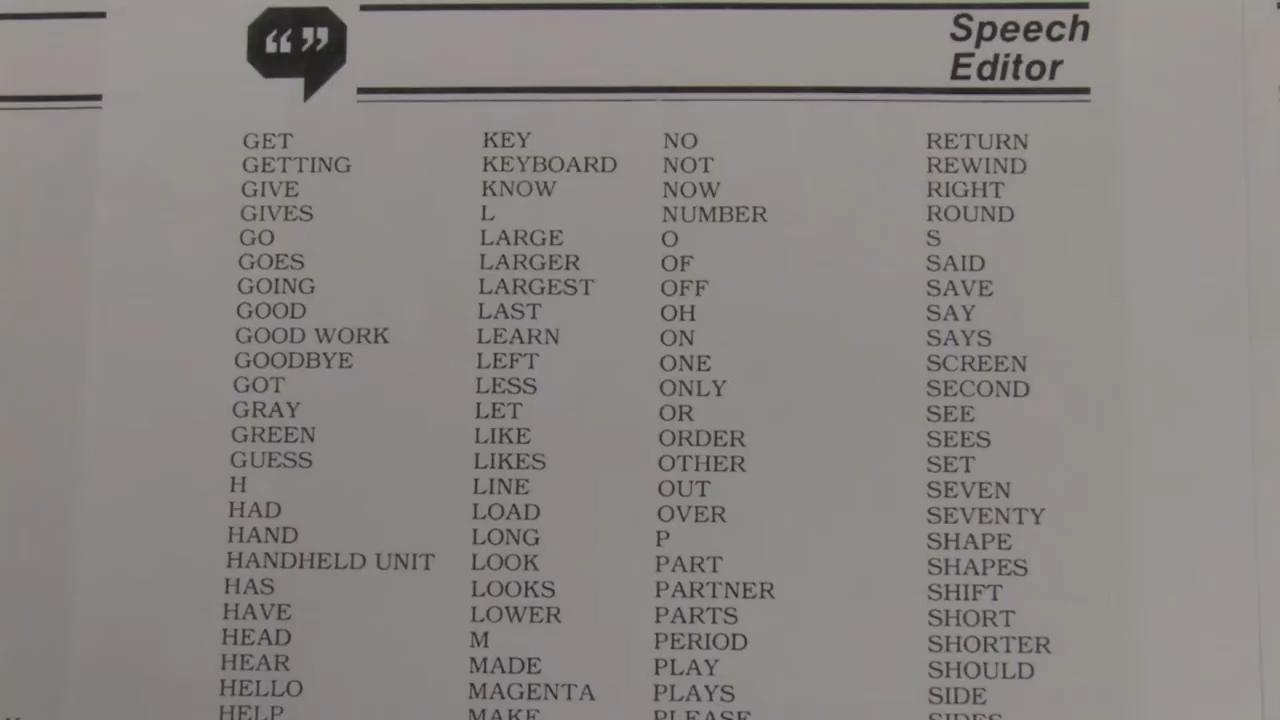 “ ”
Speech
Editor
GET
GETTING
GIVE
GIVES
GO
GOES
GOING
GOOD
GOOD WORK
GOODBYE
GOT
GRAY
GREEN
GUESS
H
HAD
HAND
HANDHELD UNIT
HAS
HAVE
HEAD
HEAR
HELLO
HELP
KEY
KEYBOARD
KNOW
L
LARGE
LARGER
LARGEST
LAST
LEARN
LEFT
LESS
LET
LIKE
LIKES
LINE
LOAD
LONG
LOOK
LOOKS
LOWER
M
MADE
MAGENTA
MAKE
NO
NOT
NOW
NUMBER
O
OF
OFF
OH
ON
ONE
ONLY
OR
ORDER
OTHER
OUT
OVER
P
PART
PARTNER
PARTS
PERIOD
PLAY
PLAYS
PLEASE
RETURN
REWIND
RIGHT
ROUND
S
SAID
SAVE
SAY
SAYS
SCREEN
SECOND
SEE
SEES
SET
SEVEN
SEVENTY
SHAPE
SHAPES
SHIFT
SHORT
SHORTER
SHOULD
SIDE
SIDES